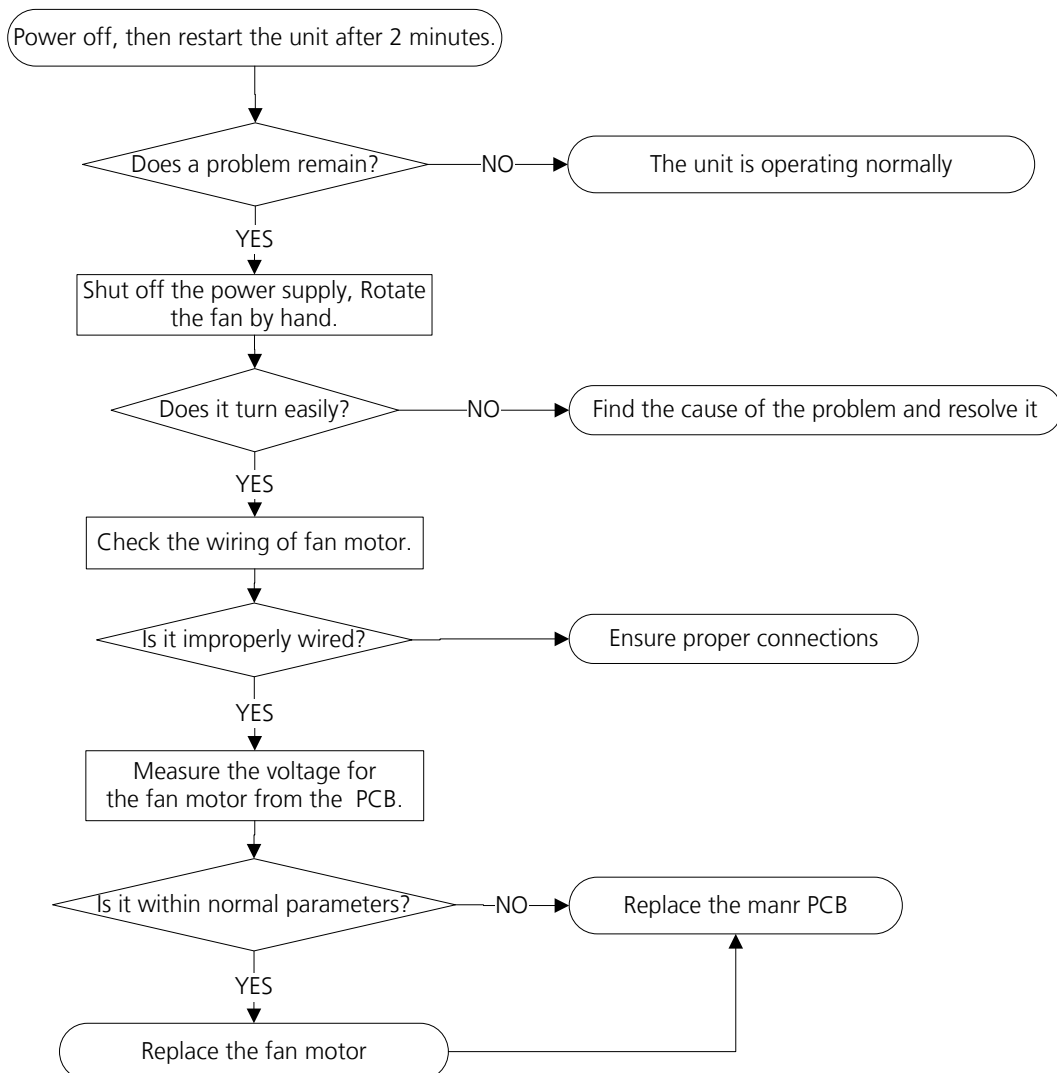 Power off, then restart the unit after 2 minutes.
Does a problem remain?
NO
The unit is operating normally
YES
Shut off the power supply, Rotate
the fan by hand.
Does it turn easily?
NO
Find the cause of the problem and resolve it
YES
Check the wiring of fan motor.
Is it improperly wired?
Ensure proper connections
YES
Measure the voltage for
the fan motor from the PCB.
Is it within normal parameters?
NO
Replace the manr PCB
YES
Replace the fan motor